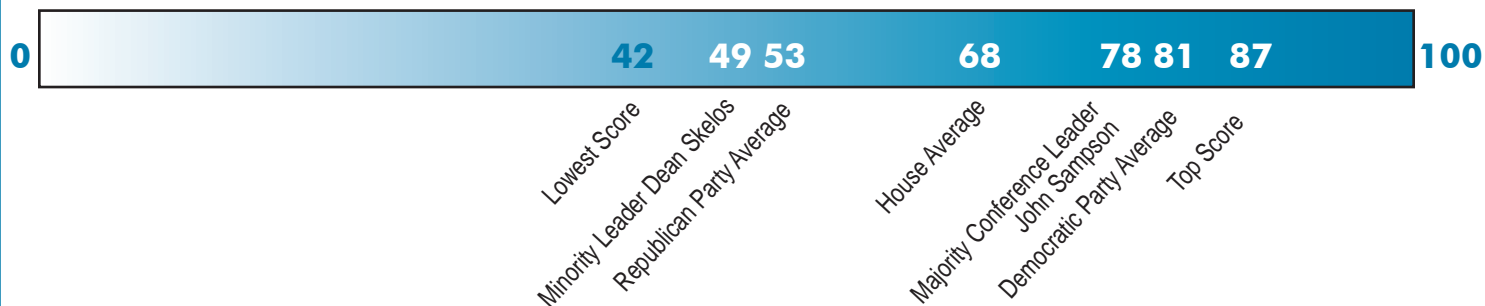 0 42 49 53 68 78 81 87 100
Lowest Score
Minority Leader Dean Skelos
Republican Party Average
House Average
Majority Conference Leader
John Sampson
Democratic Party Average
Top Score